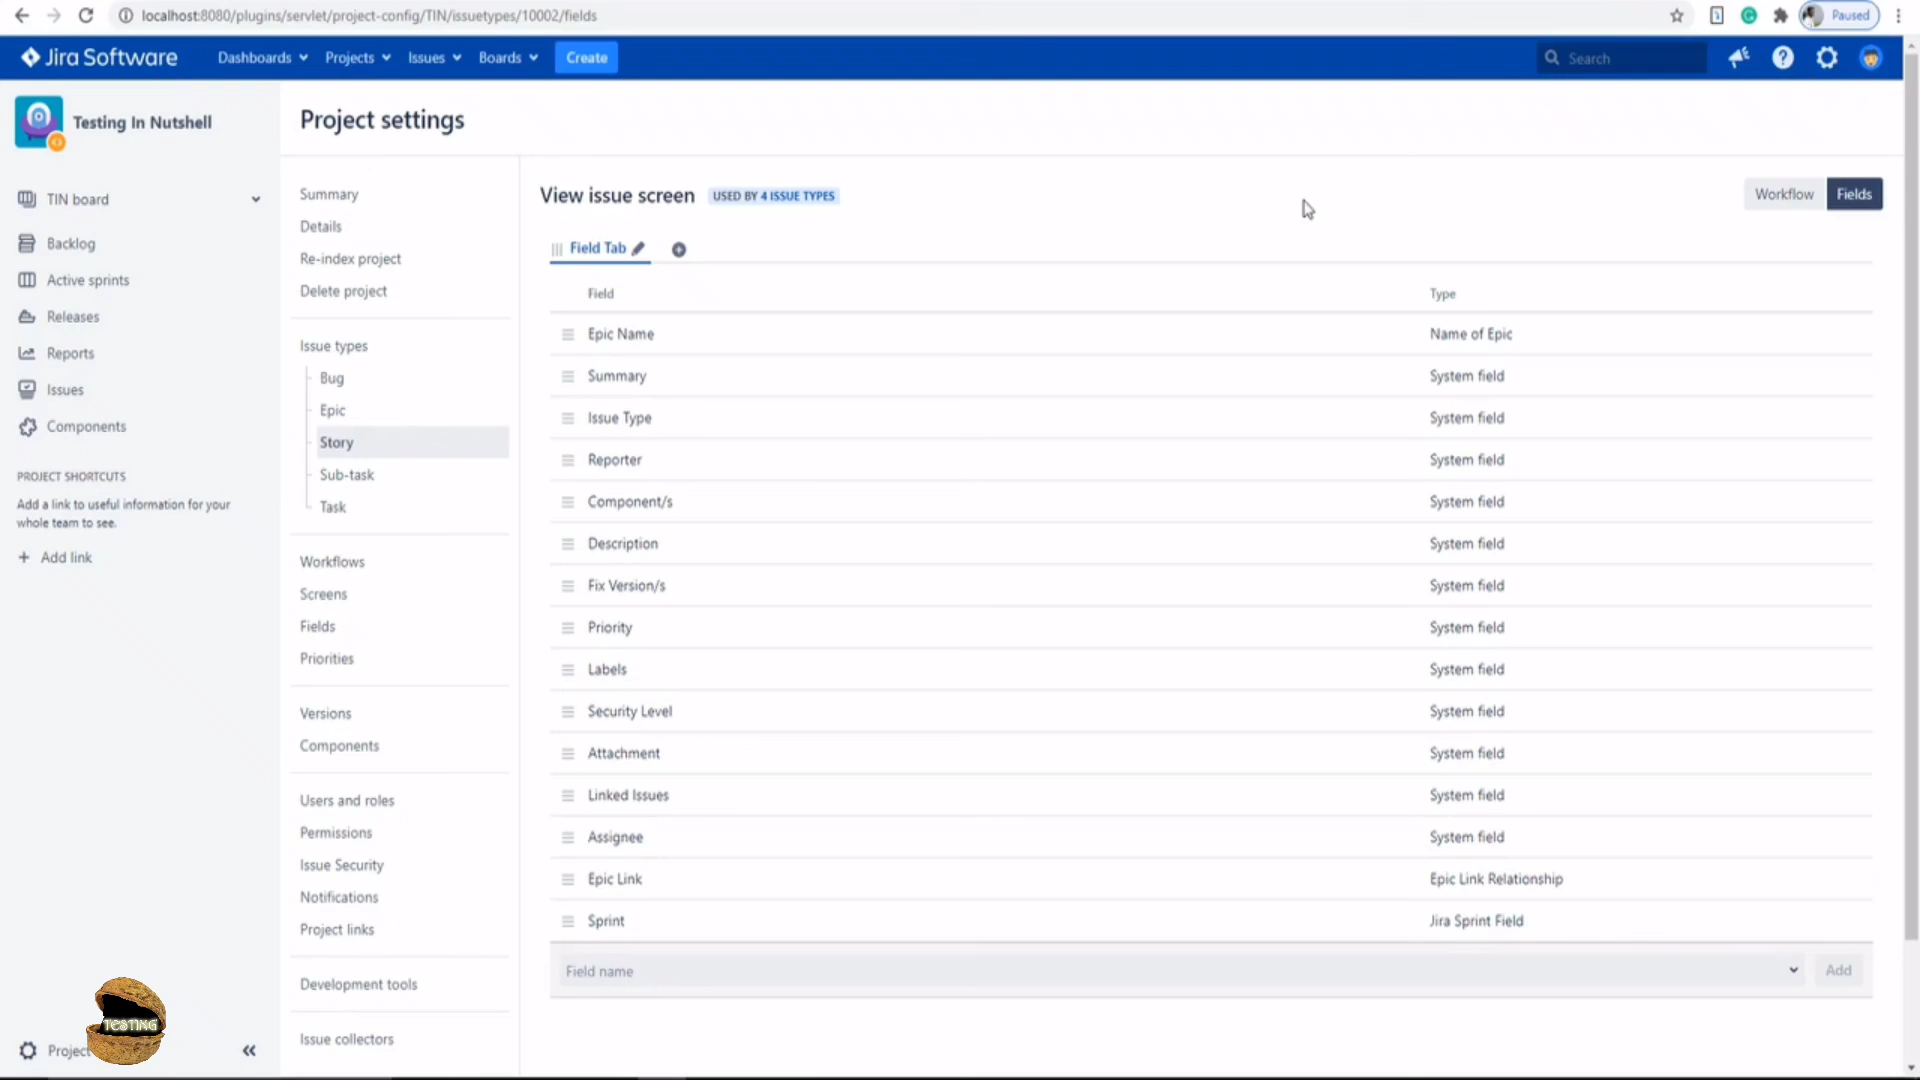 localhost:8080/plugins/servlet/project-config/TIN/issuetypes/10002/fields
Paused
Jira Software
Dashboards
Projects
Issues
Boards
Create
Search
Testing In Nutshell
TIN board
Backlog
Active sprints
Releases
Reports
Issues
Components
PROJECT SHORTCUTS
Add a link to useful information for your
whole team to see.
+ Add link
Project
TESTING
Project settings
Summary
Details
Re-index project
Delete project
Issue types
Bug
Epic
Story
Sub-task
Task
Workflows
Screens
Fields
Priorities
Versions
Components
Users and roles
Permissions
Issue Security
Notifications
Project links
Development tools
Issue collectors
View issue screen USED BY 4 ISSUE TYPES
Workflow Fields
Field Tab
Field Type
Epic Name Name of Epic
Summary System field
Issue Type System field
Reporter System field
Component/s System field
Description System field
Fix Version/s System field
Priority System field
Labels System field
Security Level System field
Attachment System field
Linked Issues System field
Assignee System field
Epic Link Epic Link Relationship
Sprint Jira Sprint Field
Field name Add